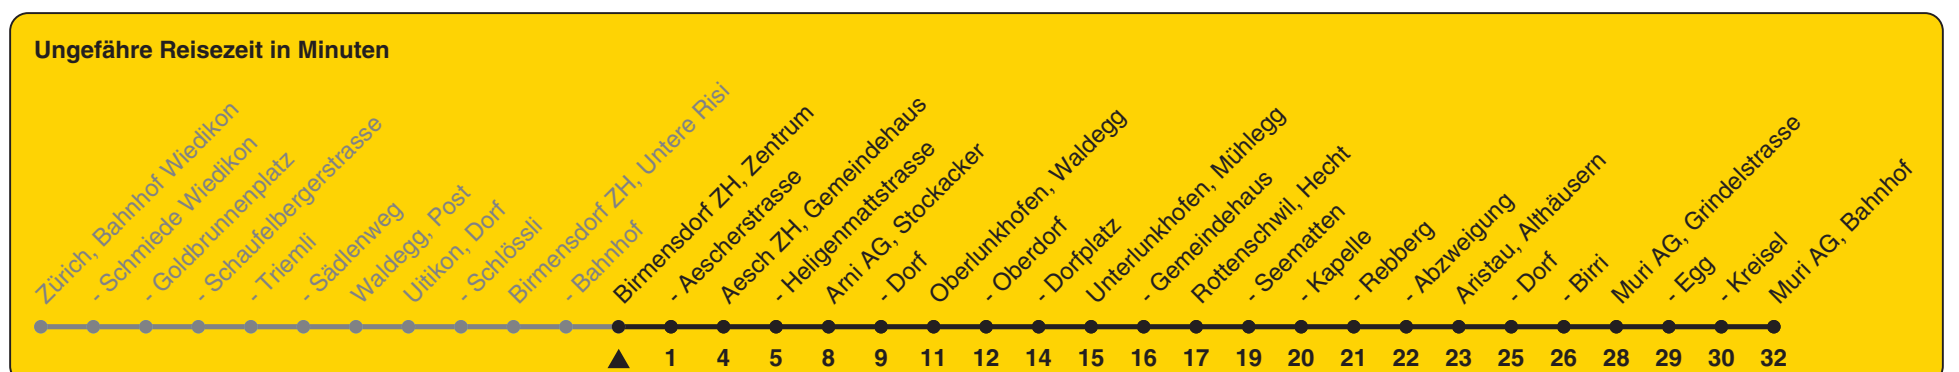 Ungefähre Reisezeit in Minuten
Zürich, Bahnhof Wiedikon
- Schmiede Wiedikon
- Goldbrunnenplatz
- Schaufelbergerstrasse
- Triemli
- Sädlenweg
Waldegg, Post
Uitikon, Dorf
- Schlössli
Birmensdorf ZH, Untere Risi
- Bahnhof
Birmensdorf ZH, Zentrum
- Aescherstrasse
Aesch ZH, Gemeindehaus
- Heligenmattstrasse
Arni AG, Stockacker
- Dorf
Oberlunkhofen, Waldegg
- Oberdorf
- Dorfplatz
Unterlunkhofen, Mühlegg
- Gemeindehaus
Rottenschwil, Hecht
- Seematten
- Kapelle
- Rebberg
- Abzweigung
Aristau, Althäusern
- Dorf
- Birri
Muri AG, Grindelstrasse
- Egg
- Kreisel
Muri AG, Bahnhof
1 4 5 8 9 11 12 14 15 16 17 19 20 21 22 23 25 26 28 29 30 32